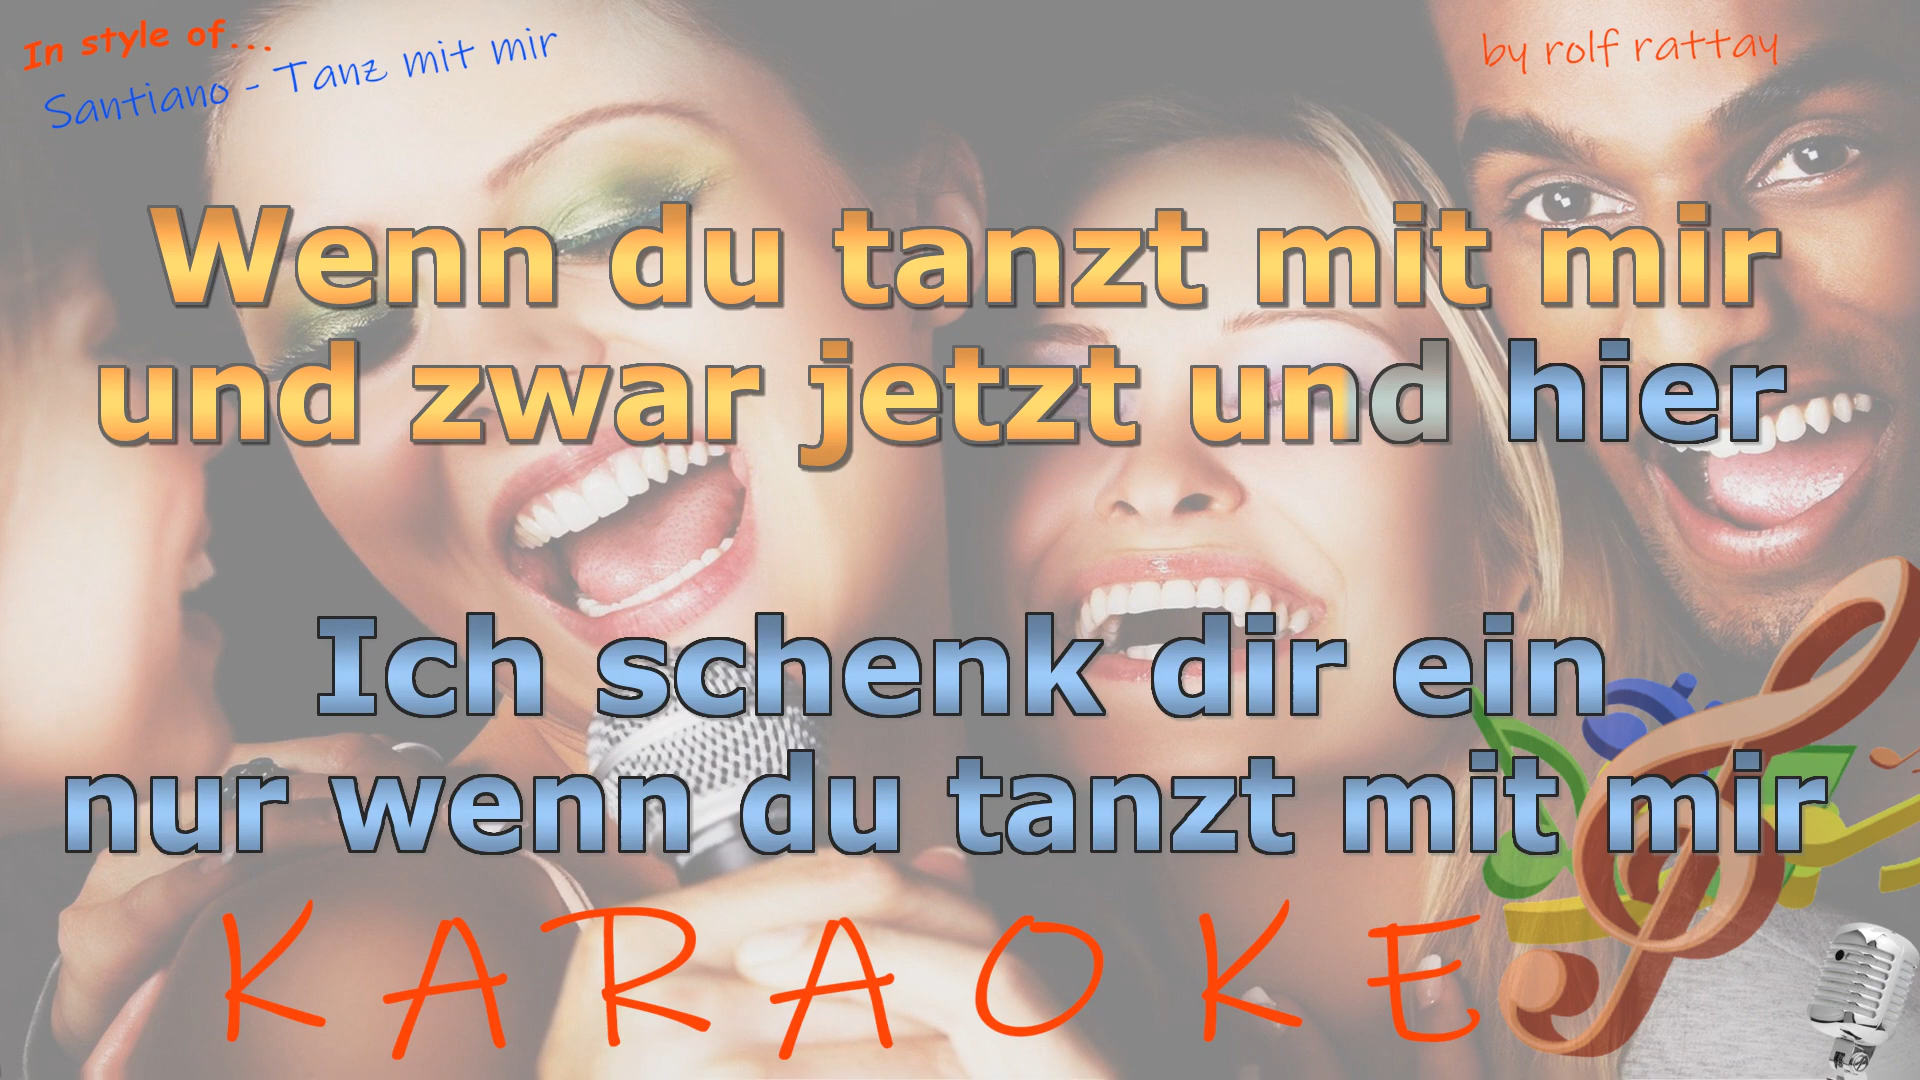 In style of...
Santiano - Tanz mit mir
by rolf rattay
Wenn du tanzt mit mir
und zwar jetzt und hier
Ich schenk dir ein
nur wenn du tanzt mit mir
KARAOKE